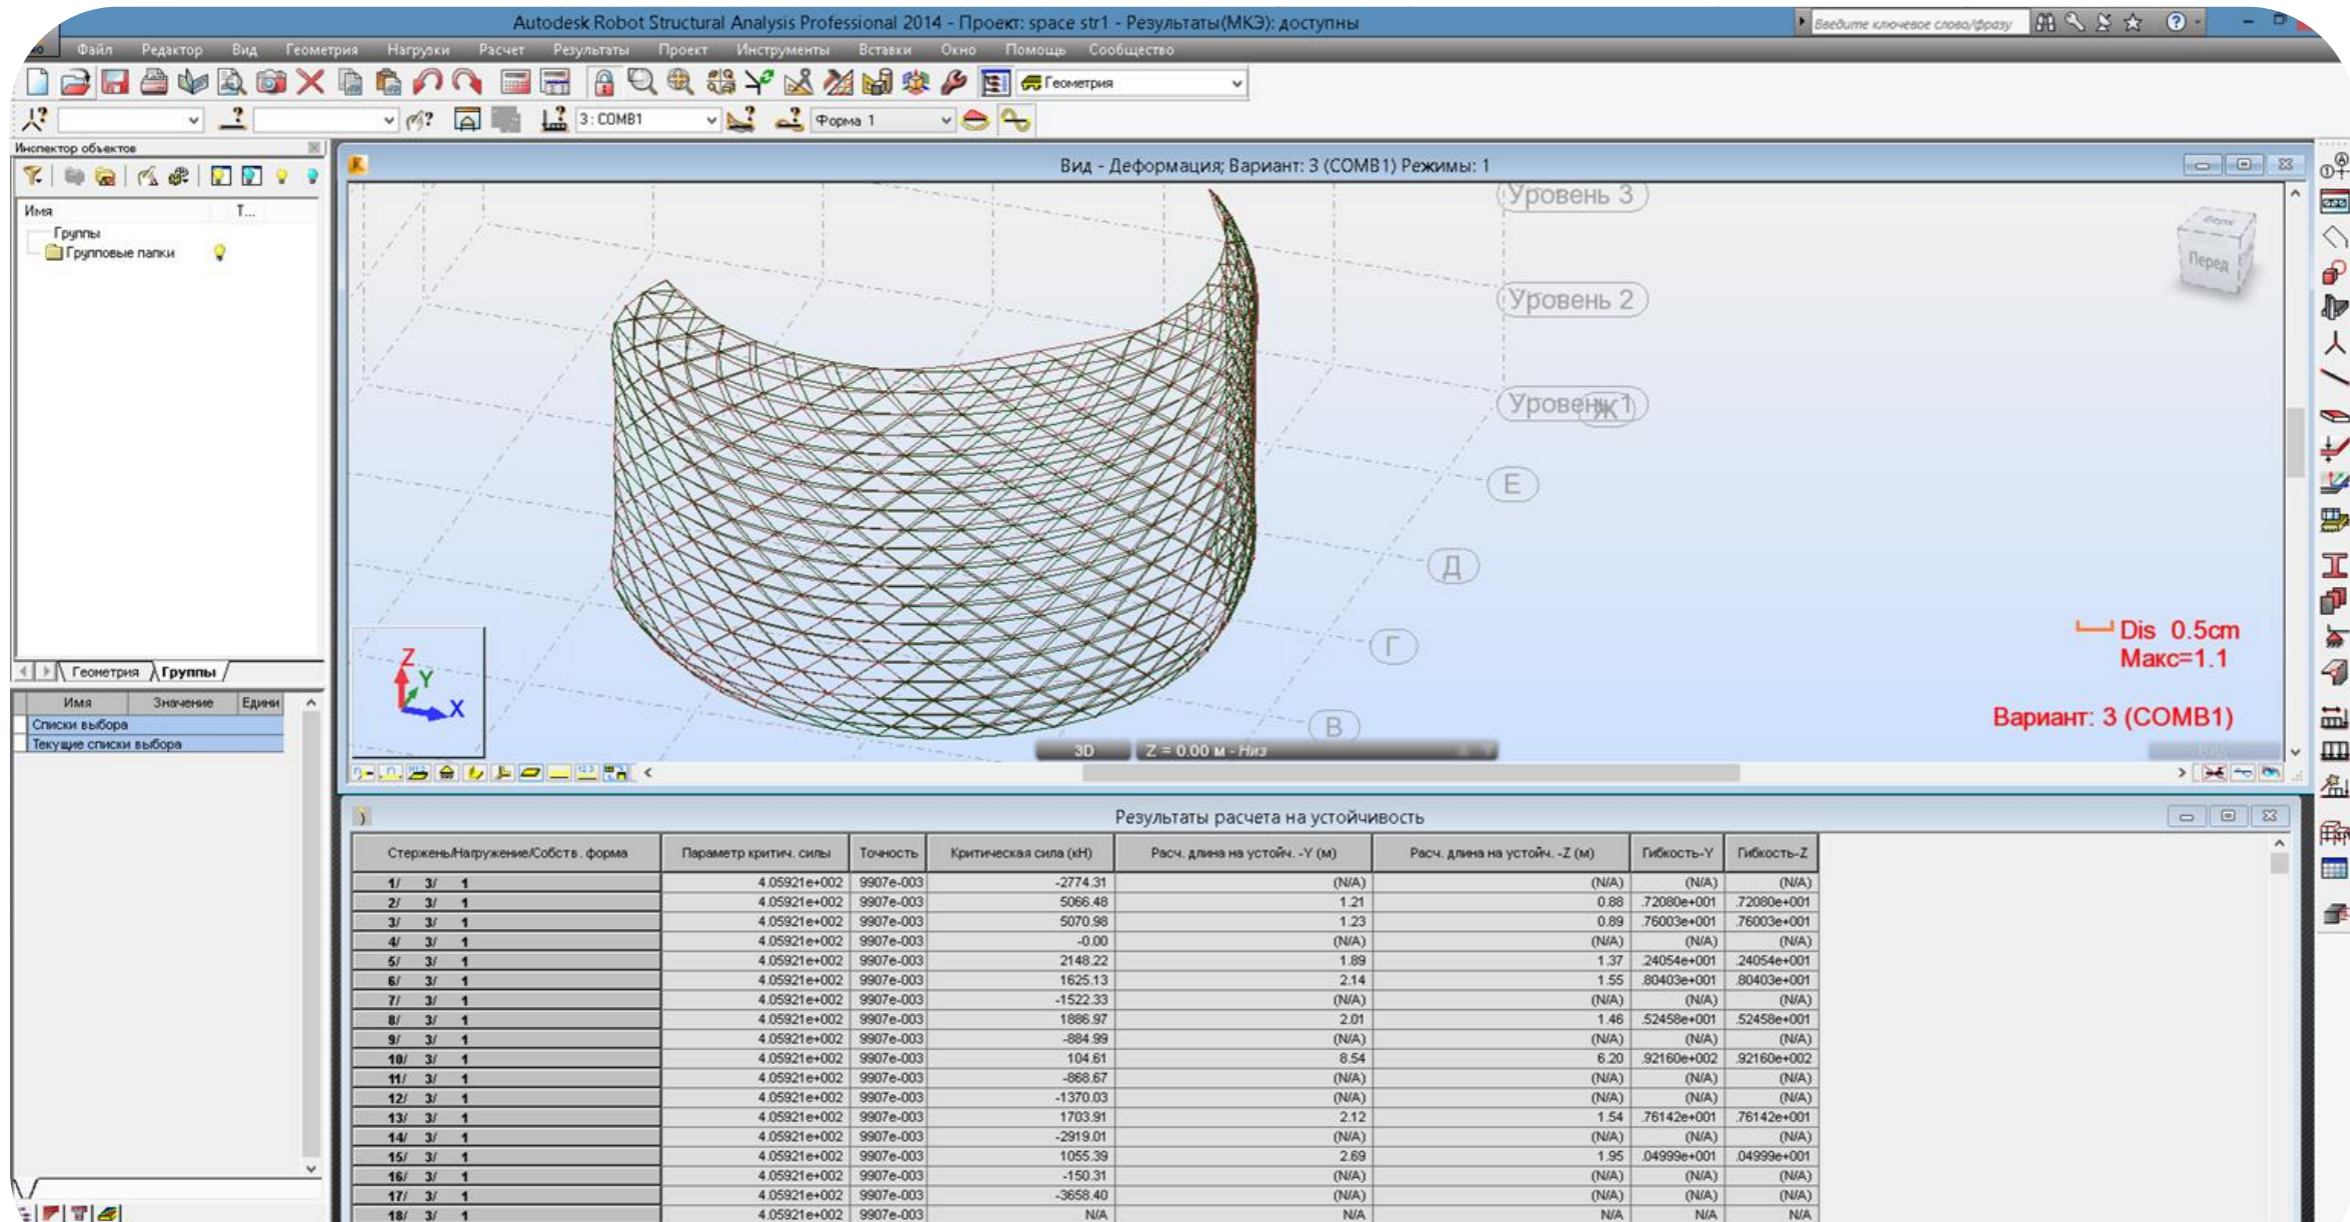 Autodesk Robot Structural Analysis Professional 2014 - Проект: space str1 - Результаты(МКЭ): доступны
Введите ключевое слово/фразу
Файл Редактор Вид Геометрия Нагрузки Расчет Результаты Проект Инструменты Вставки Окно Помощь Сообщество
Геометрия
3: COMB1 Форма 1
Инспектор объектов
Имя Т...
Группы
Групповые папки
Геометрия Группы
Имя Значение Едини
Списки выбора
Текущие списки выбора
Вид - Деформация; Вариант: 3 (COMB1) Режимы: 1
Уровень 3
Верх
Перед
Уровень 2
Уровень 1
Ж
Е
Д
Г
В
Dis 0.5cm
Макс=1.1
Вариант: 3 (COMB1)
Z
Y
X
3D Z = 0.00 м - Низ
Результаты расчета на устойчивость
Стержень/Нагружение/Собств. форма Параметр критич. силы Точность Критическая сила (кН) Расч. длина на устойч. -Y (м) Расч. длина на устойч. -Z (м) Гибкость-Y Гибкость-Z
1/ 3/ 1 4.05921e+002 9907e-003 -2774.31 (N/A) (N/A) (N/A) (N/A)
2/ 3/ 1 4.05921e+002 9907e-003 5066.48 1.21 0.88 .72080e+001 .72080e+001
3/ 3/ 1 4.05921e+002 9907e-003 5070.98 1.23 0.89 .76003e+001 .76003e+001
4/ 3/ 1 4.05921e+002 9907e-003 -0.00 (N/A) (N/A) (N/A) (N/A)
5/ 3/ 1 4.05921e+002 9907e-003 2148.22 1.89 1.37 .24054e+001 .24054e+001
6/ 3/ 1 4.05921e+002 9907e-003 1625.13 2.14 1.55 .80403e+001 .80403e+001
7/ 3/ 1 4.05921e+002 9907e-003 -1522.33 (N/A) (N/A) (N/A) (N/A)
8/ 3/ 1 4.05921e+002 9907e-003 1886.97 2.01 1.46 .52458e+001 .52458e+001
9/ 3/ 1 4.05921e+002 9907e-003 -884.99 (N/A) (N/A) (N/A) (N/A)
10/ 3/ 1 4.05921e+002 9907e-003 104.61 8.54 6.20 .92160e+002 .92160e+002
11/ 3/ 1 4.05921e+002 9907e-003 -868.67 (N/A) (N/A) (N/A) (N/A)
12/ 3/ 1 4.05921e+002 9907e-003 -1370.03 (N/A) (N/A) (N/A) (N/A)
13/ 3/ 1 4.05921e+002 9907e-003 1703.91 2.12 1.54 .76142e+001 .76142e+001
14/ 3/ 1 4.05921e+002 9907e-003 -2919.01 (N/A) (N/A) (N/A) (N/A)
15/ 3/ 1 4.05921e+002 9907e-003 1055.39 2.69 1.95 .04999e+001 .04999e+001
16/ 3/ 1 4.05921e+002 9907e-003 -150.31 (N/A) (N/A) (N/A) (N/A)
17/ 3/ 1 4.05921e+002 9907e-003 -3658.40 (N/A) (N/A) (N/A) (N/A)
18/ 3/ 1 4.05921e+002 9907e-003 N/A N/A N/A N/A N/A